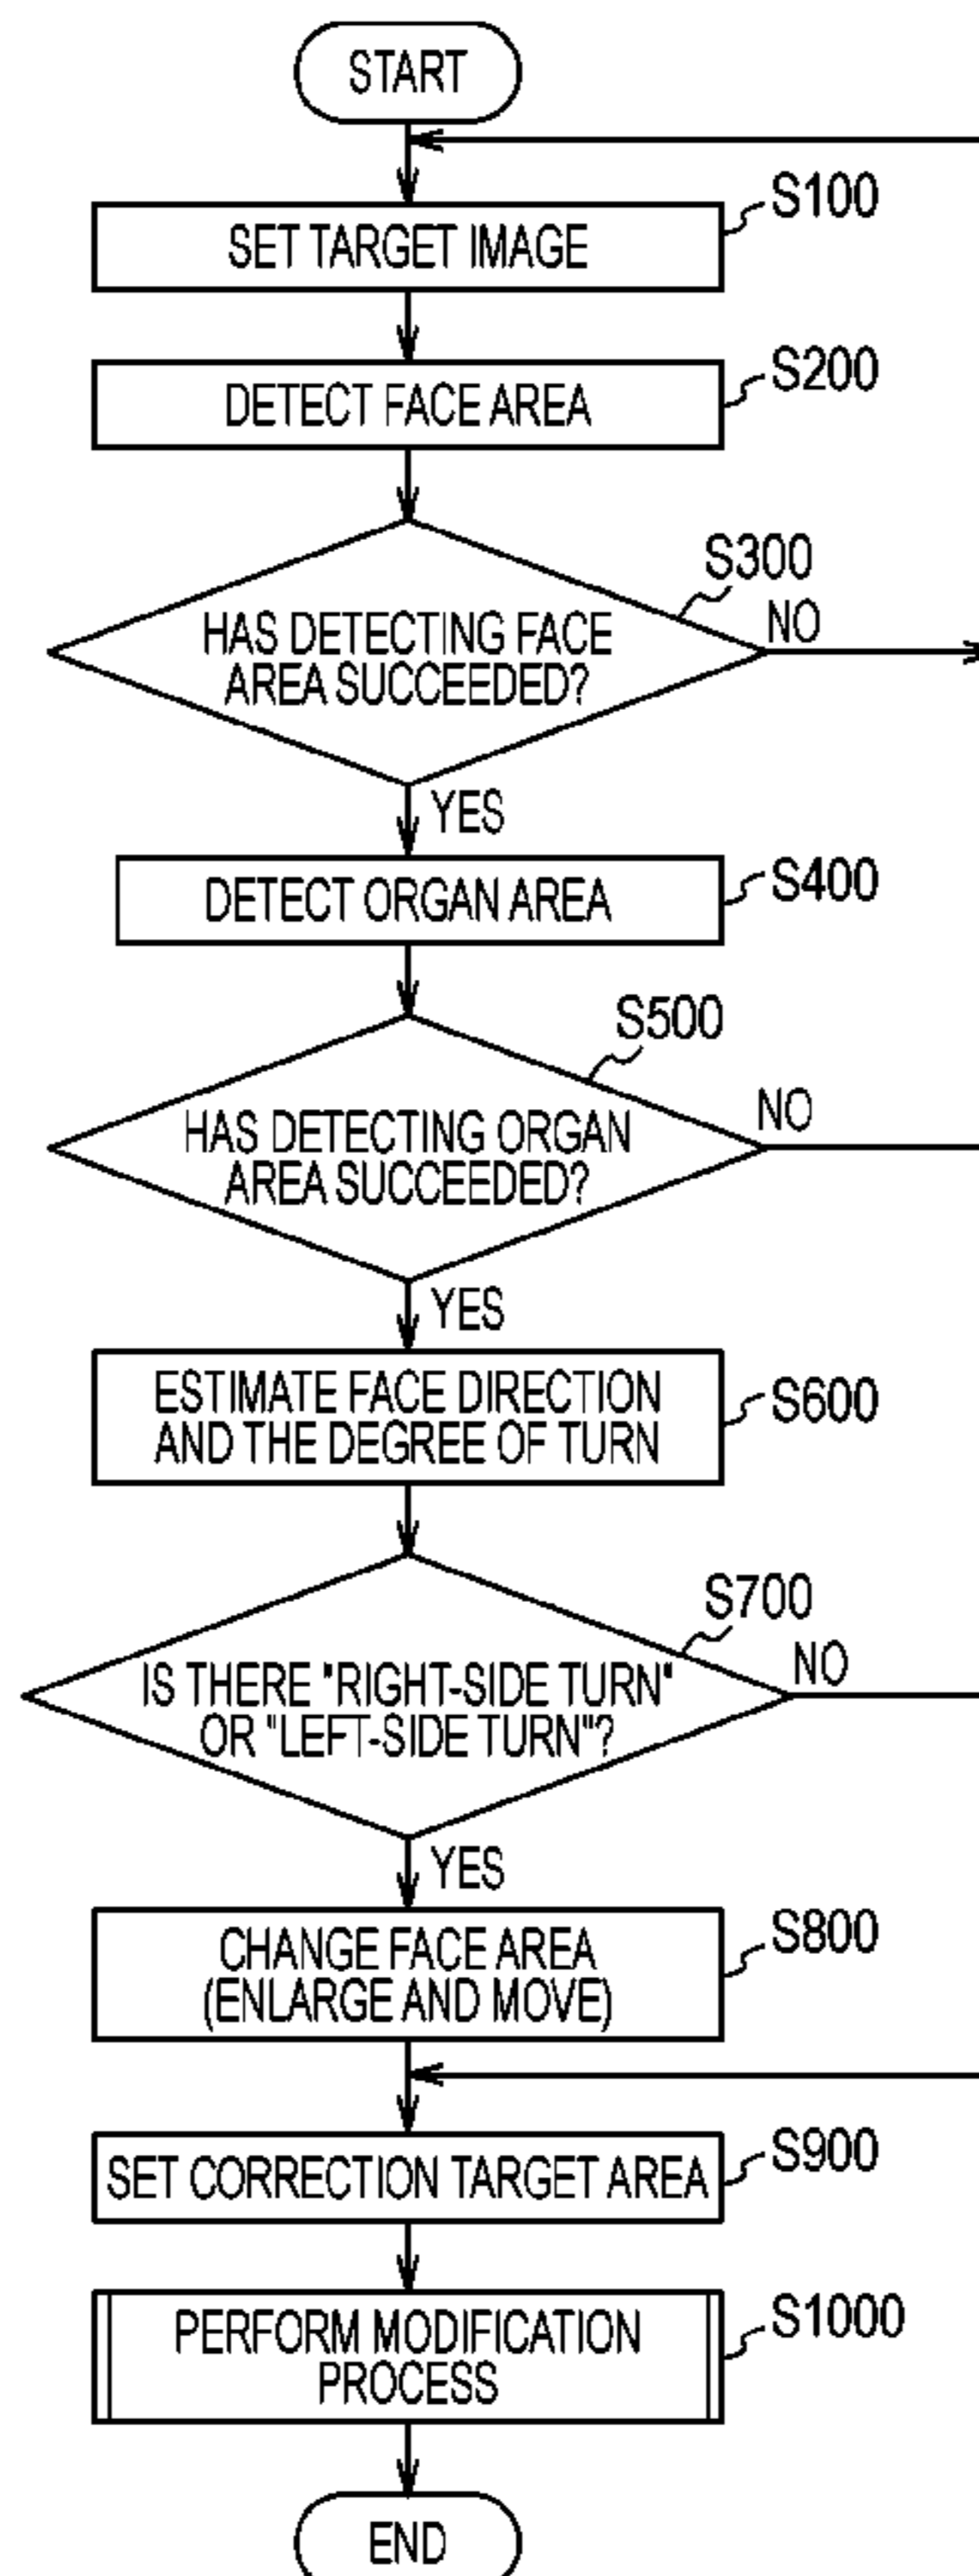 START
S100
SET TARGET IMAGE
S200
DETECT FACE AREA
S300
HAS DETECTING FACE
AREA SUCCEEDED?
NO
YES
S400
DETECT ORGAN AREA
S500
HAS DETECTING ORGAN
AREA SUCCEEDED?
NO
YES
S600
ESTIMATE FACE DIRECTION
AND THE DEGREE OF TURN
S700
IS THERE "RIGHT-SIDE TURN"
OR "LEFT-SIDE TURN"?
NO
YES
S800
CHANGE FACE AREA
(ENLARGE AND MOVE)
S900
SET CORRECTION TARGET AREA
S1000
PERFORM MODIFICATION
PROCESS
END